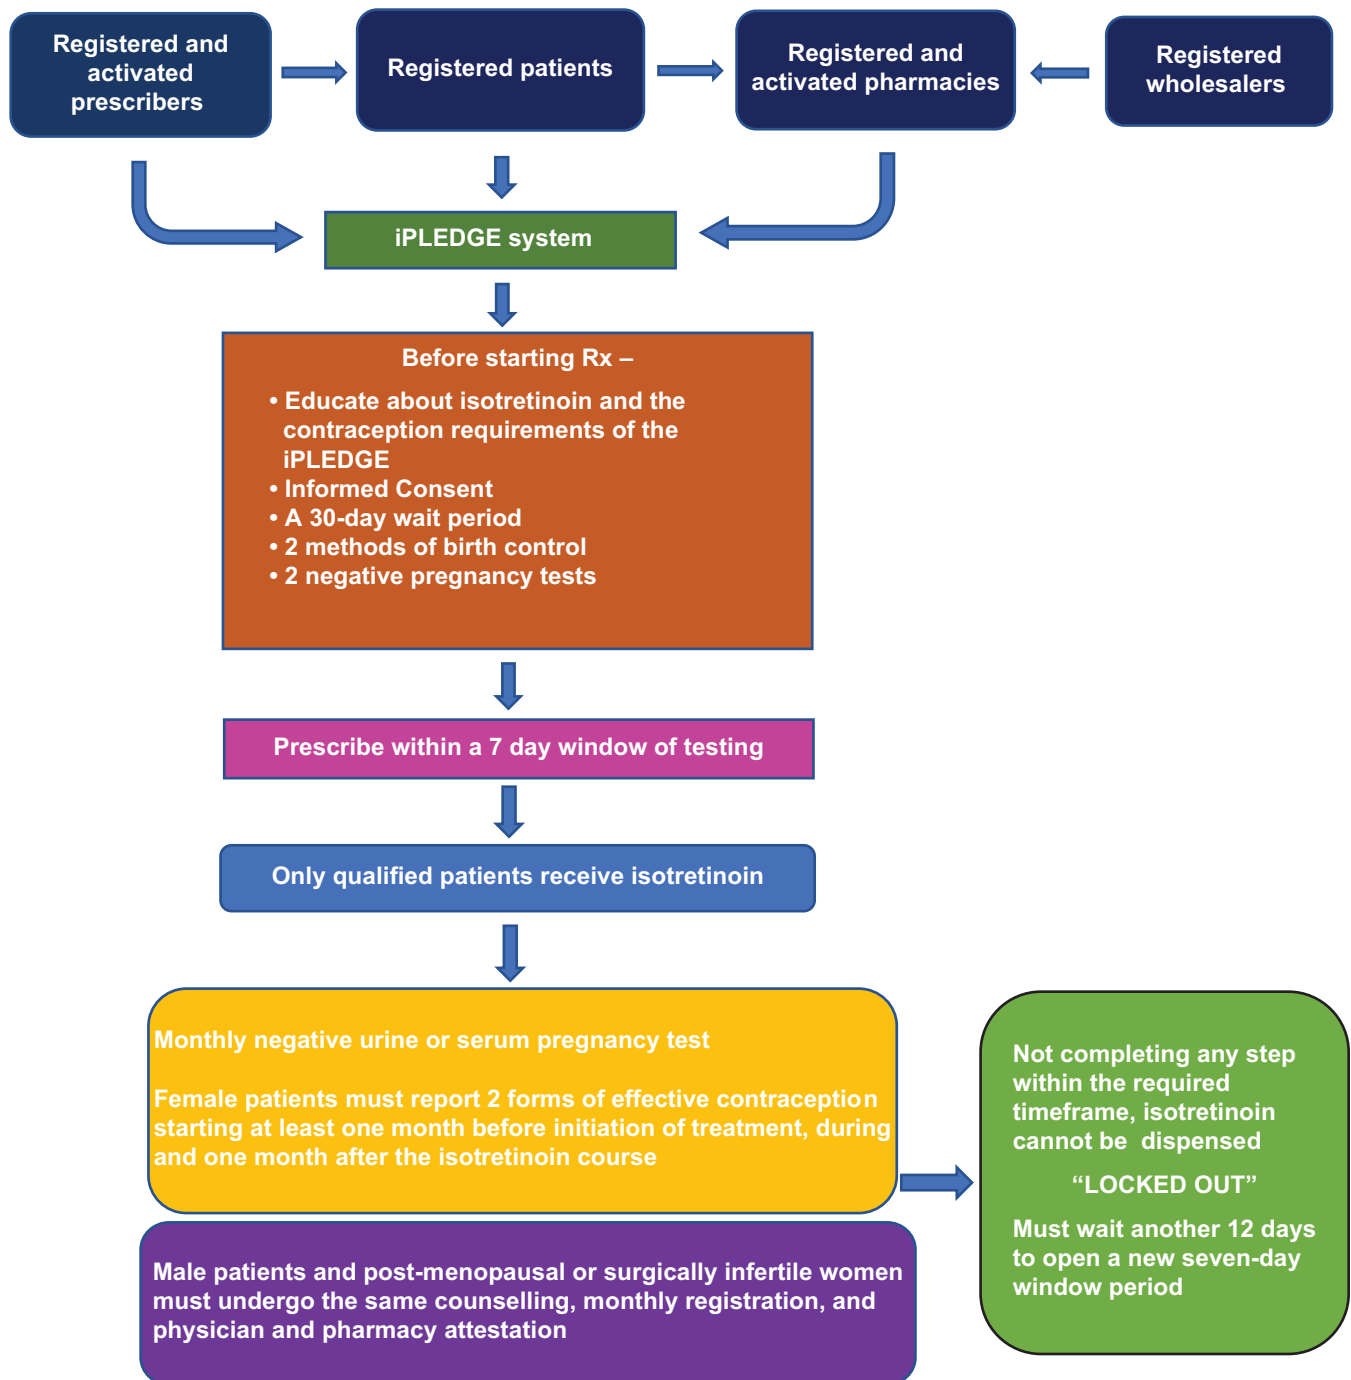 Registered and
activated
prescribers
Registered patients
Registered and
activated pharmacies
Registered
wholesalers
iPLEDGE system
Before starting Rx –
• Educate about isotretinoin and the
contraception requirements of the
iPLEDGE
• Informed Consent
• A 30-day wait period
• 2 methods of birth control
• 2 negative pregnancy tests
Prescribe within a 7 day window of testing
Only qualified patients receive isotretinoin
Monthly negative urine or serum pregnancy test
Female patients must report 2 forms of effective contraception
starting at least one month before initiation of treatment, during
and one month after the isotretinoin course
Male patients and post-menopausal or surgically infertile women
must undergo the same counselling, monthly registration, and
physician and pharmacy attestation
Not completing any step
within the required
timeframe, isotretinoin
cannot be dispensed
“LOCKED OUT”
Must wait another 12 days
to open a new seven-day
window period